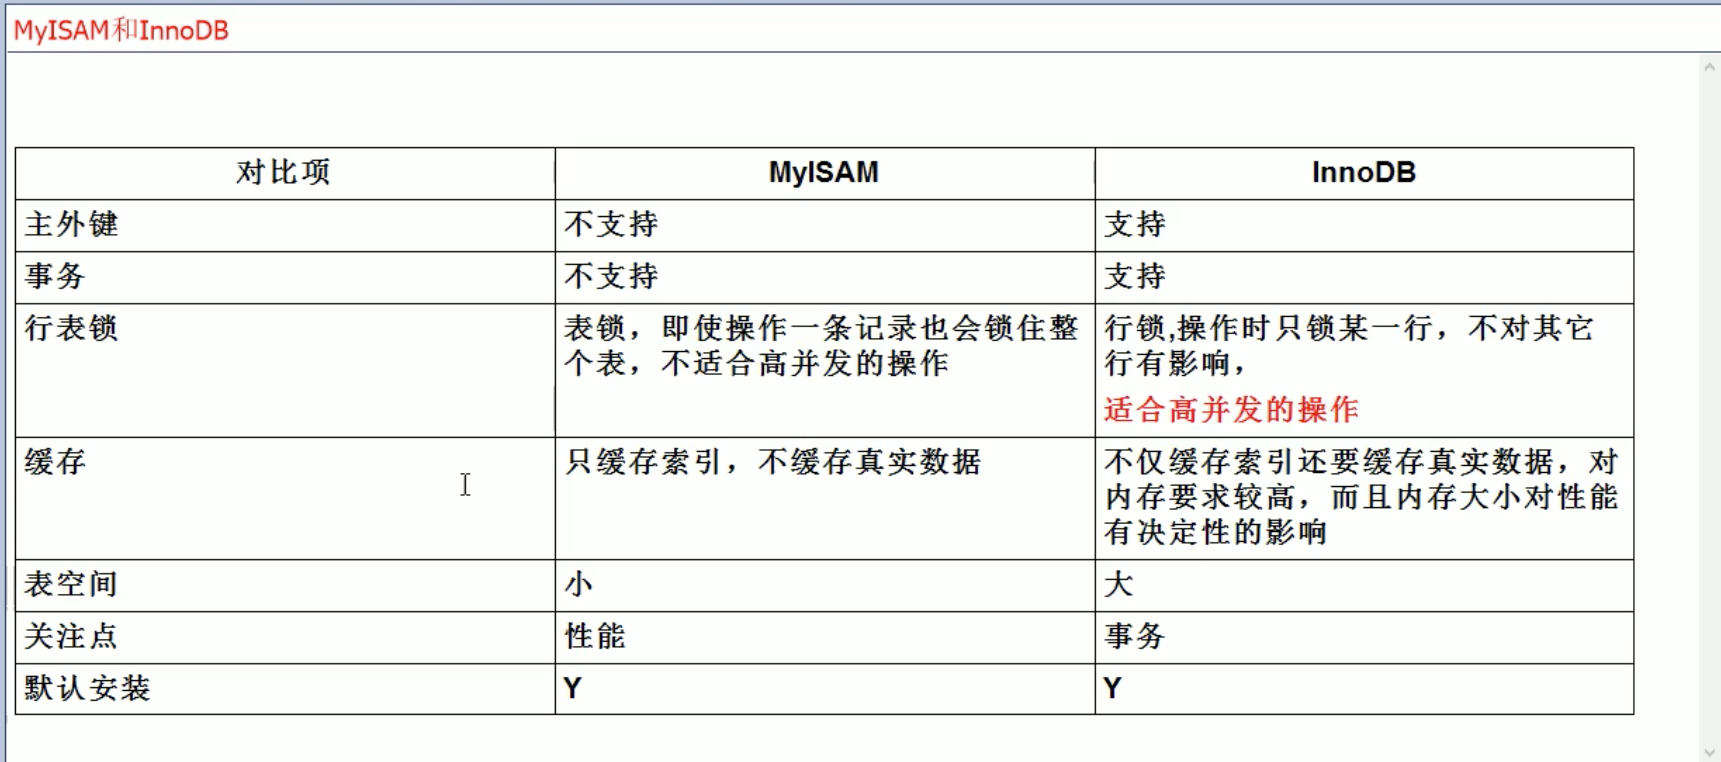 MyISAM和InnoDB
对比项 MyISAM InnoDB
主外键 不支持 支持
事务 不支持 支持
行表锁 表锁，即使操作一条记录也会锁住整 行锁,操作时只锁某一行，不对其它
个表，不适合高并发的操作 行有影响，
适合高并发的操作
缓存 只缓存索引，不缓存真实数据 不仅缓存索引还要缓存真实数据，对
内存要求较高，而且内存大小对性能
有决定性的影响
表空间 小 大
关注点 性能 事务
默认安装 Y Y